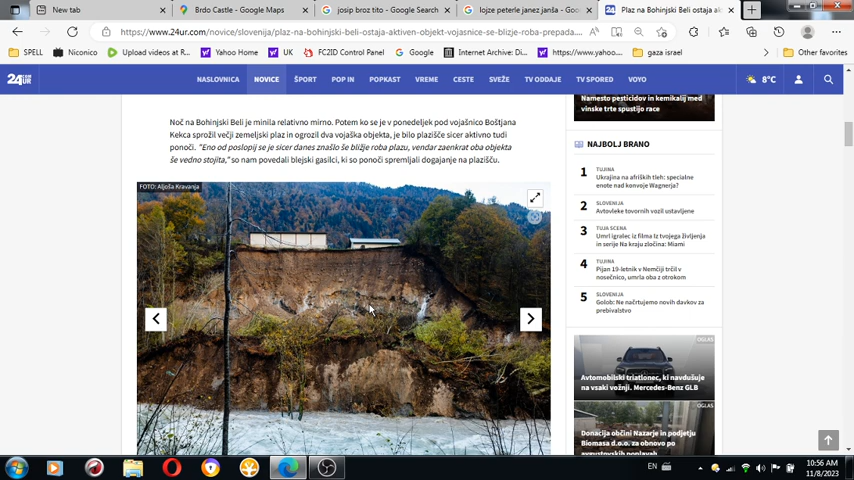 New tab
Brdo Castle - Google Maps
josip broz tito - Google Search
lojze peterle janez janša - Goo
Plaz na Bohinjski Beli ostaja ak
https://www.24ur.com/novice/slovenija/plaz-na-bohinjski-beli-ostaja-aktiven-objekt-vojasnice-se-blizje-roba-prepada....
SPELL
Niconico
Upload videos at R...
Yahoo Home
UK
FC2ID Control Panel
Google
Internet Archive: Di...
https://www.yahoo....
gaza israel
Other favorites
24UR COM
NASLOVNICA
NOVICE
ŠPORT
POP IN
POPKAST
VREME
CESTE
SVEŽE
TV ODDAJE
TV SPORED
VOYO
8°C
Noč na Bohinjski Beli je minila relativno mirno. Potem ko se je v ponedeljek pod vojašnico Boštjana
Kekca sprožil večji zemeljski plaz in ogrozil dva vojaška objekta, je bilo plazišče sicer aktivno tudi
ponoči. "Eno od poslopij se je sicer danes znašlo še bližje roba plazu, vendar zaenkrat oba objekta
še vedno stojita," so nam povedali blejski gasilci, ki so ponoči spremljali dogajanje na plazišču.
FOTO: Aljoša Kravanja
Namesto pesticidov in kemikalij med
vinske trte spustijo race
NAJBOLJ BRANO
1
TUJINA
Ukrajina na afriških tleh: specialne
enote nad konvoje Wagnerja?
2
SLOVENIJA
Avtovleke tovornih vozil ustavljene
3
TUJA SCENA
Umrl igralec iz filma Iz tvojega življenja
in serije Na kraju zločina: Miami
4
TUJINA
Pijan 19-letnik v Nemčiji trčil v
nosečnico, umrla oba z otrokom
5
SLOVENIJA
Golob: Ne načrtujemo novih davkov za
prebivalstvo
OGLAS
Avtomobilski triatlonec, ki navdušuje
na vsaki vožnji. Mercedes-Benz GLB
OGLAS
Donacija občini Nazarje in podjetju
Biomasa d.o.o. za obnovo po
avgustovskih poplavah
EN
10:56 AM
11/8/2023